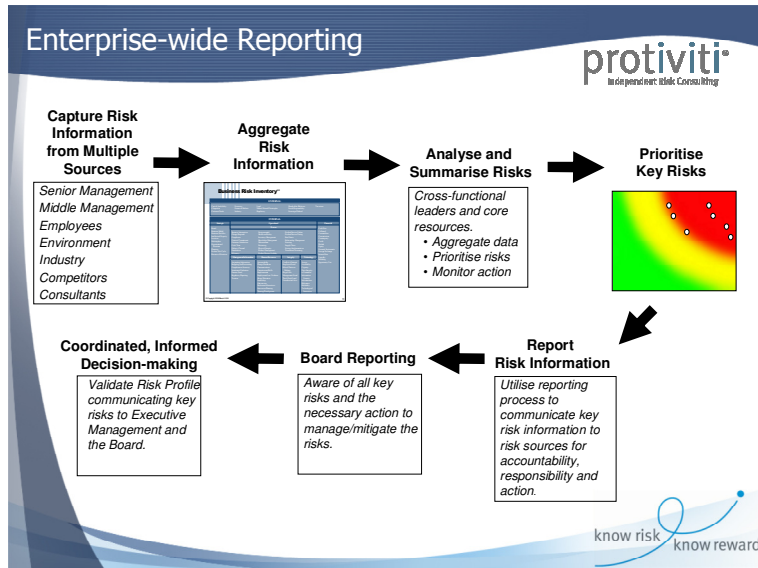 Enterprise-wide Reporting
protiviti
Independent Risk Consulting
Capture Risk
Information
from Multiple
Sources
Senior Management
Middle Management
Employees
Environment
Industry
Competitors
Consultants
Aggregate
Risk
Information
Business Risk Inventory
Analyse and
Summarise Risks
Cross-functional
leaders and core
resources.
• Aggregate data
• Prioritise risks
• Monitor action
Prioritise
Key Risks
Report
Risk Information
Utilise reporting
process to
communicate key
risk information to
risk sources for
accountability,
responsibility and
action.
Board Reporting
Aware of all key
risks and the
necessary action to
manage/mitigate the
risks.
Coordinated, Informed
Decision-making
Validate Risk Profile
communicating key
risks to Executive
Management and
the Board.
know risk
know reward